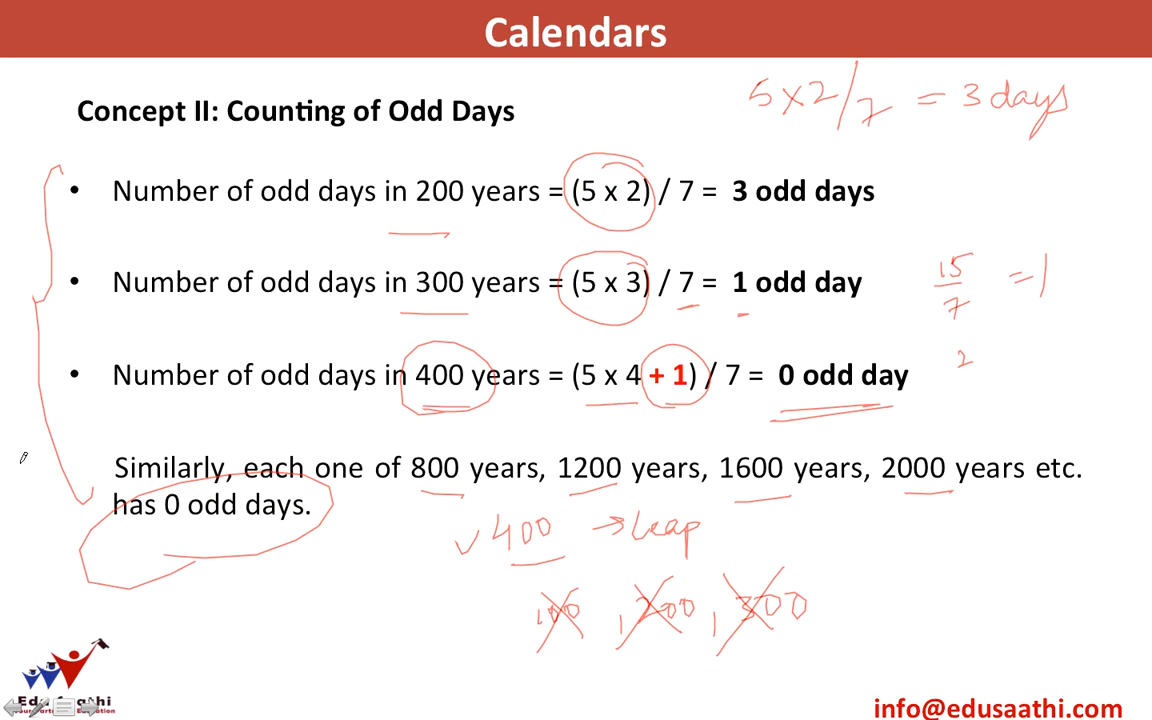 Calendars
5 x 2 / 7 = 3 days
Concept II: Counting of Odd Days
• Number of odd days in 200 years = (5 x 2) / 7 = 3 odd days
• Number of odd days in 300 years = (5 x 3) / 7 = 1 odd day
15
7 = 1
2
• Number of odd days in 400 years = (5 x 4 + 1) / 7 = 0 odd day
Similarly, each one of 800 years, 1200 years, 1600 years, 2000 years etc.
has 0 odd days.
✓ 400 → Leap
100, 200, 300
info@edusaathi.com